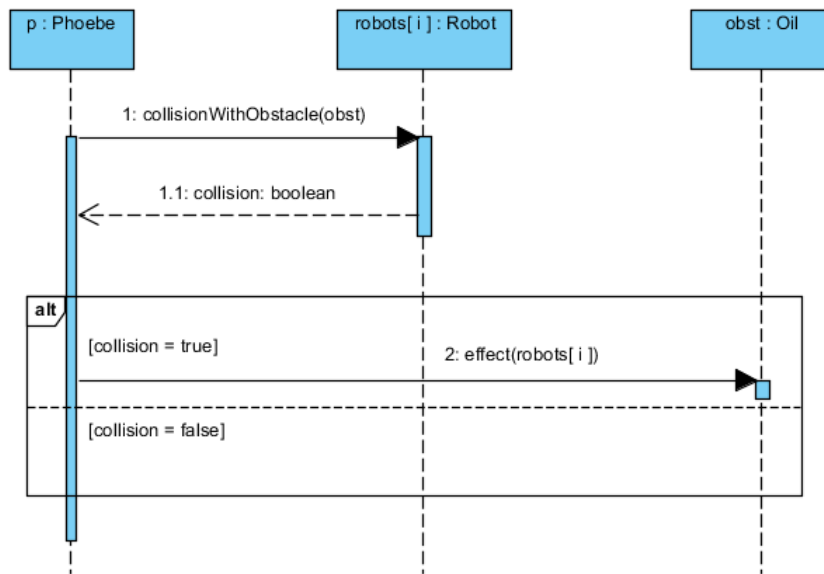 p : Phoebe
robots[ i ] : Robot
obst : Oil
1: collisionWithObstacle(obst)
1.1: collision: boolean
alt
[collision = true]
2: effect(robots[ i ])
[collision = false]